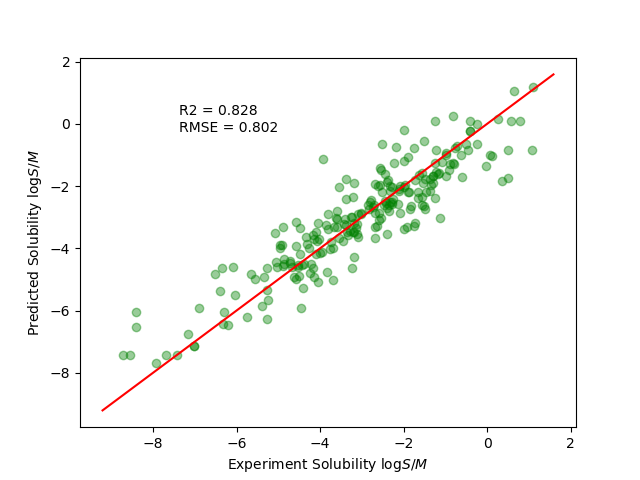 2
0
−2
−4
−6
−8
R2 = 0.828
RMSE = 0.802
Predicted Solubility logS/M
−8 −6 −4 −2 0 2
Experiment Solubility logS/M